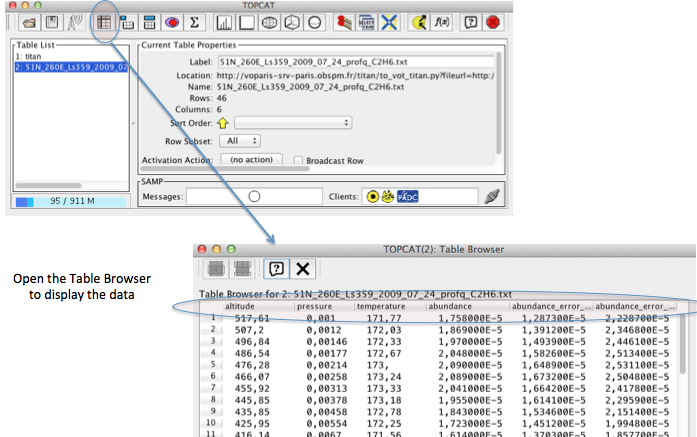 TOPCAT
Table List
1: titan
2: 51N_260E_Ls359_2009_07
Current Table Properties
Label: 51N_260E_Ls359_2009_07_24_profq_C2H6.txt
Location: http://voparis-srv-paris.obspm.fr/titan/to_vot_titan.py?fileurl=http:/
Name: 51N_260E_Ls359_2009_07_24_profq_C2H6.txt
Rows: 46
Columns: 6
Sort Order:
Row Subset: All
Activation Action: (no action) Broadcast Row
SAMP
Messages: Clients:
95 / 911 M
Open the Table Browser
to display the data
TOPCAT(2): Table Browser
Table Browser for 2: 51N_260E_Ls359_2009_07_24_profq_C2H6.txt
altitude pressure temperature abundance abundance_error_... abundance_error_...
1 517,61 0,001 171,77 1,758000E-5 1,287300E-5 2,228700E-5
2 507,2 0,0012 172,03 1,869000E-5 1,391200E-5 2,346800E-5
3 496,84 0,00146 172,33 1,970000E-5 1,493900E-5 2,446100E-5
4 486,54 0,00177 172,67 2,048000E-5 1,582600E-5 2,513400E-5
5 476,28 0,00214 173, 2,090000E-5 1,648900E-5 2,531100E-5
6 466,07 0,00258 173,24 2,089000E-5 1,673200E-5 2,504800E-5
7 455,92 0,00313 173,33 2,041000E-5 1,664200E-5 2,417800E-5
8 445,85 0,00378 173,18 1,955000E-5 1,614100E-5 2,295900E-5
9 435,85 0,00458 172,78 1,843000E-5 1,534600E-5 2,151400E-5
10 425,95 0,00554 172,25 1,723000E-5 1,451200E-5 1,994800E-5
11 416,14 0,0067 171,56 1,614000E-5 1,370300E-5 1,857700E-5